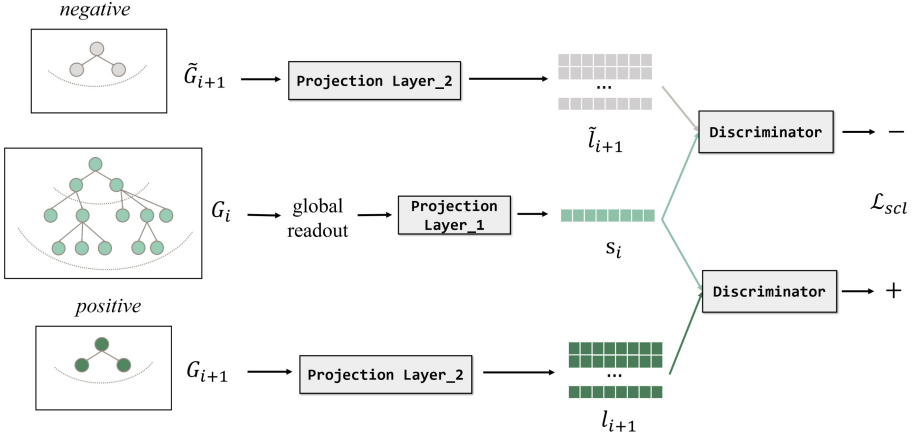 negative
G̃ᵢ₊₁
Projection Layer_2
...
l̃ᵢ₊₁
Discriminator
−
Gᵢ
global
readout
Projection
Layer_1
sᵢ
ℒ_scl
positive
Gᵢ₊₁
Projection Layer_2
...
lᵢ₊₁
Discriminator
+